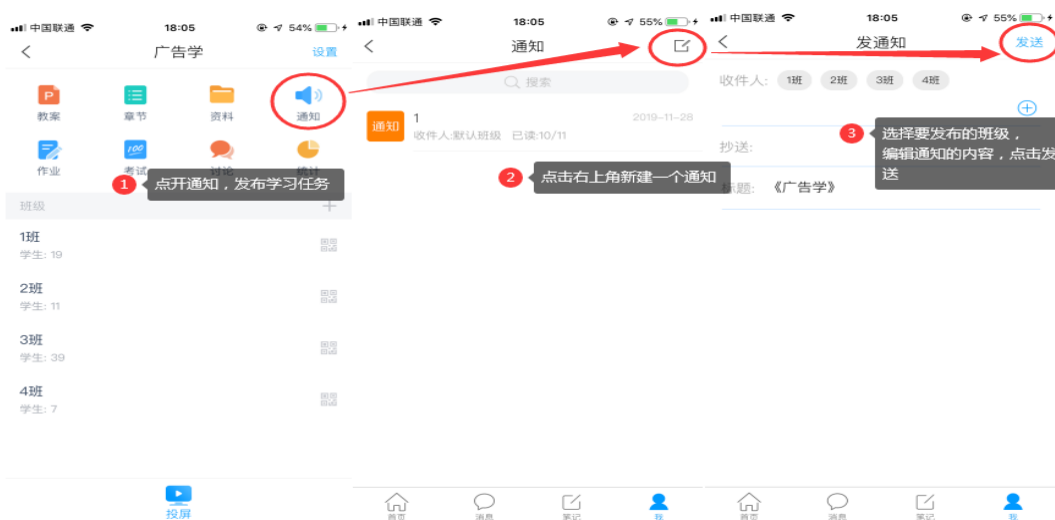 中国联通 18:05 54%
广告学 设置
教案 章节 资料 通知
作业 考试 讨论 统计
100
1 点开通知，发布学习任务
班级
1班
学生: 19
2班
学生: 11
3班
学生: 39
4班
学生: 7
投屏
中国联通 18:05 55%
通知
搜索
通知 1 2019-11-28
收件人:默认班级 已读:10/11
2 点击右上角新建一个通知
首页 消息 笔记 我
中国联通 18:05 55%
发通知 发送
收件人: 1班 2班 3班 4班
3 选择要发布的班级，
编辑通知的内容，点击发
送
抄送:
标题: 《广告学》
首页 消息 笔记 我